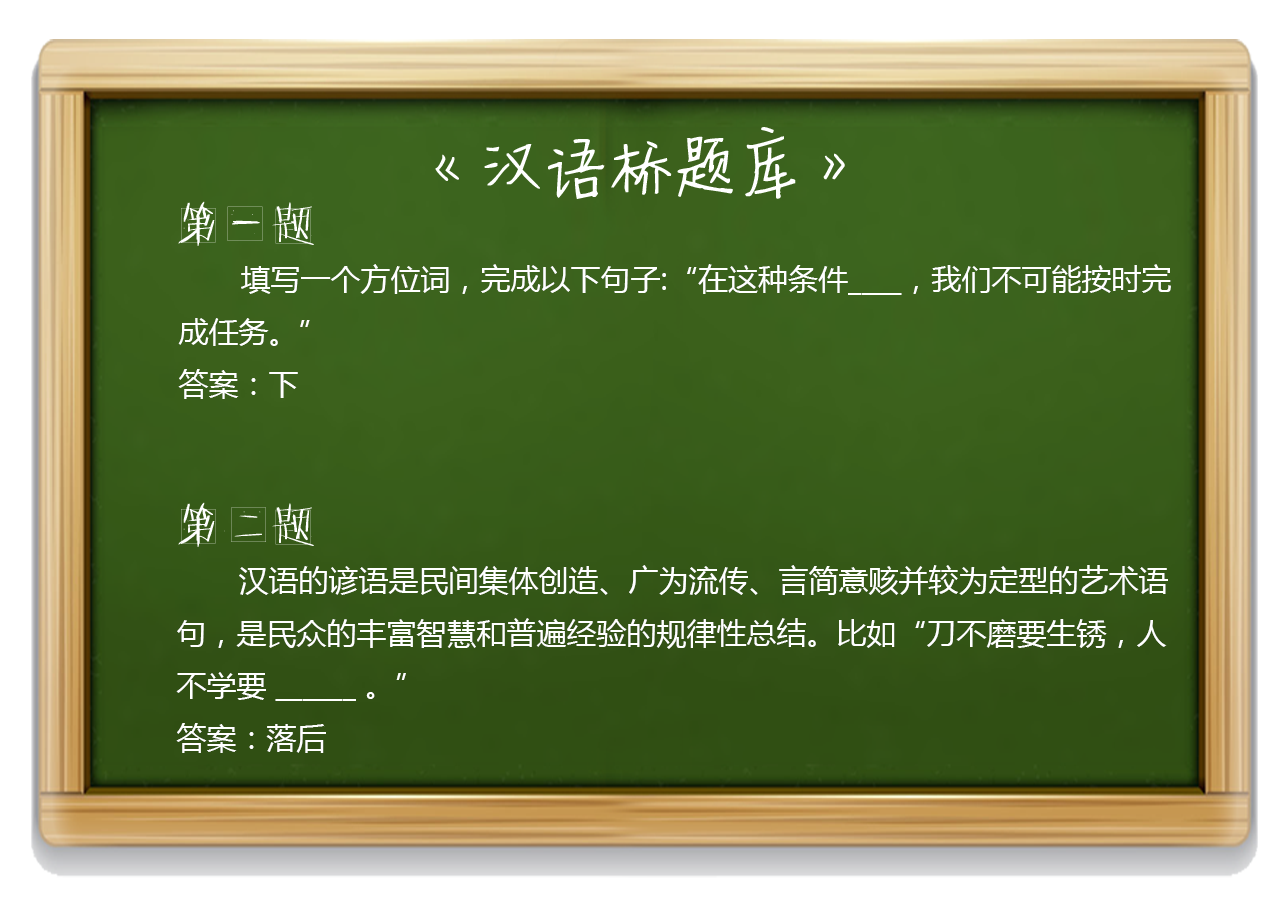 《汉语桥题库》
第一题
填写一个方位词，完成以下句子:“在这种条件____，我们不可能按时完
成任务。”
答案：下
第二题
汉语的谚语是民间集体创造、广为流传、言简意赅并较为定型的艺术语
句，是民众的丰富智慧和普遍经验的规律性总结。比如“刀不磨要生锈，人
不学要 ______ 。”
答案：落后